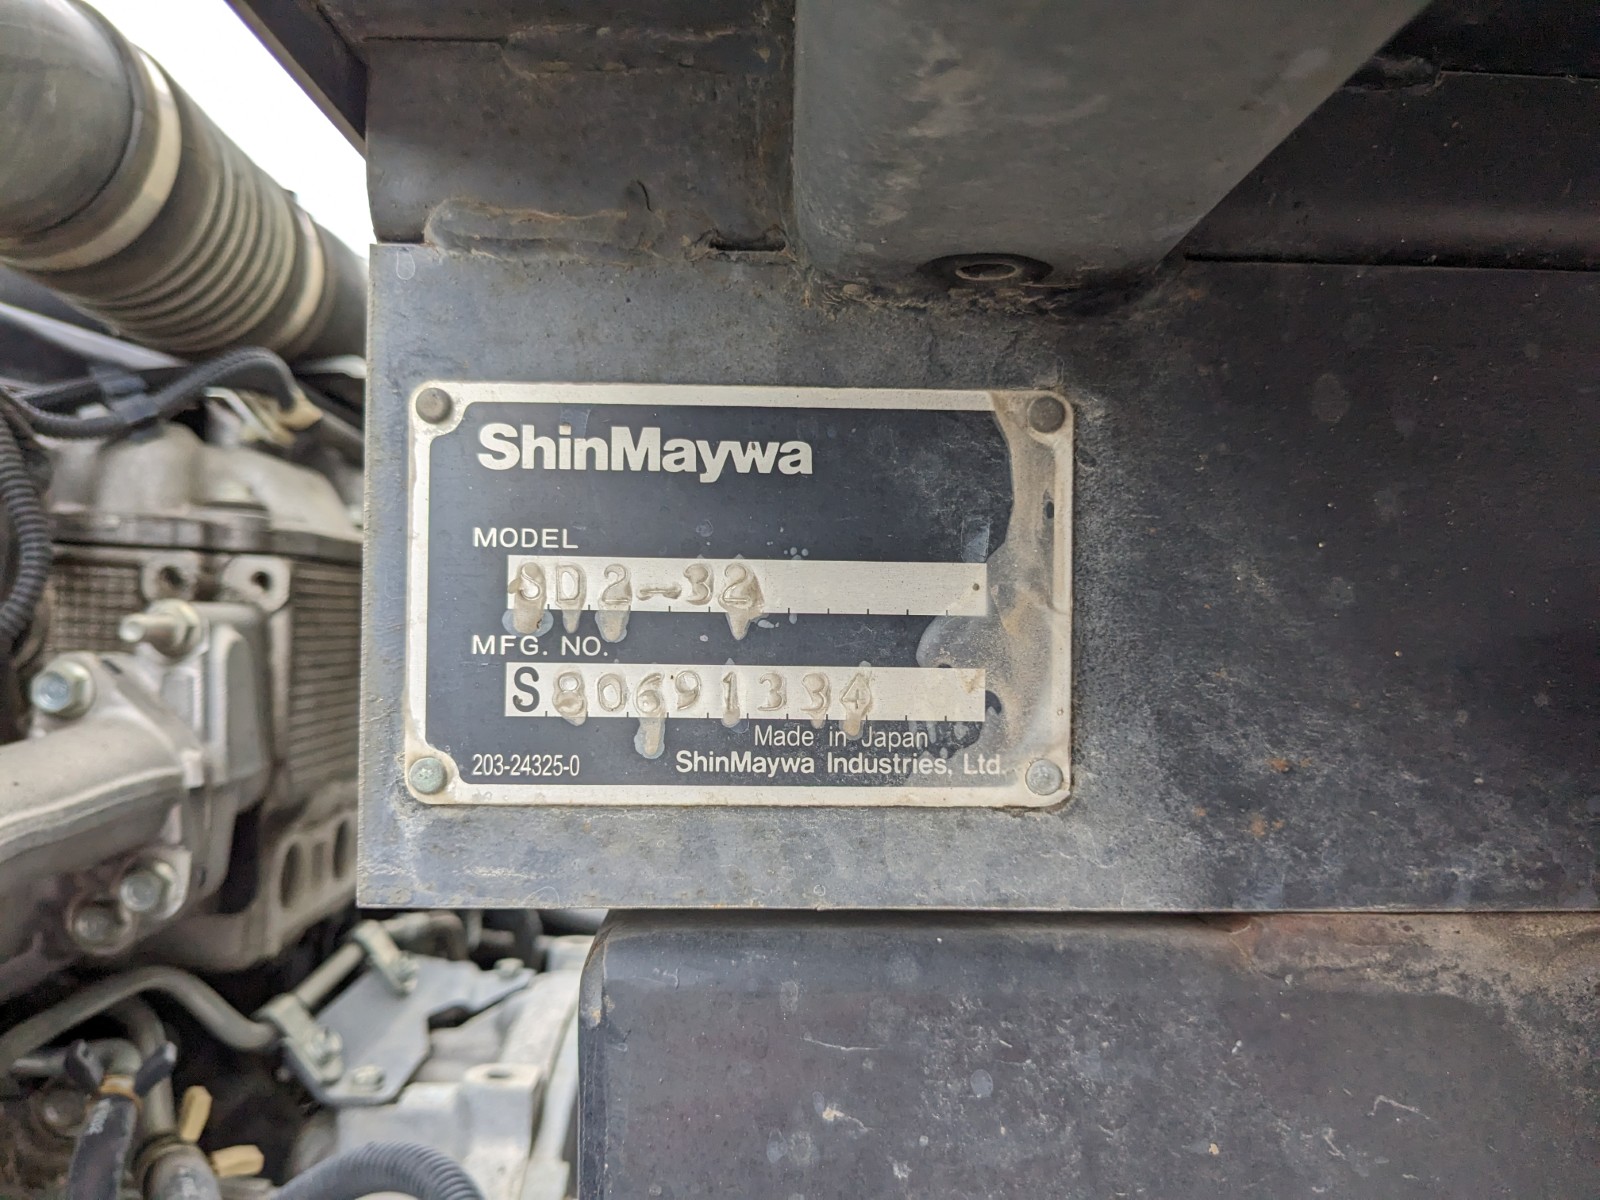 ShinMaywa
MODEL
SD2-32
MFG. NO.
S80691334
Made in Japan
203-24325-0 ShinMaywa Industries, Ltd.